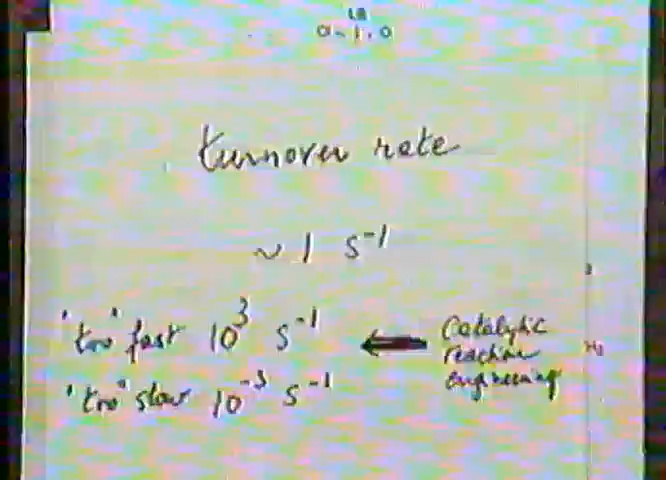 turnover rate
~ 1 s⁻¹
"too" fast 10³ s⁻¹
"too" slow 10⁻³ s⁻¹
Catalytic
reaction
engineering